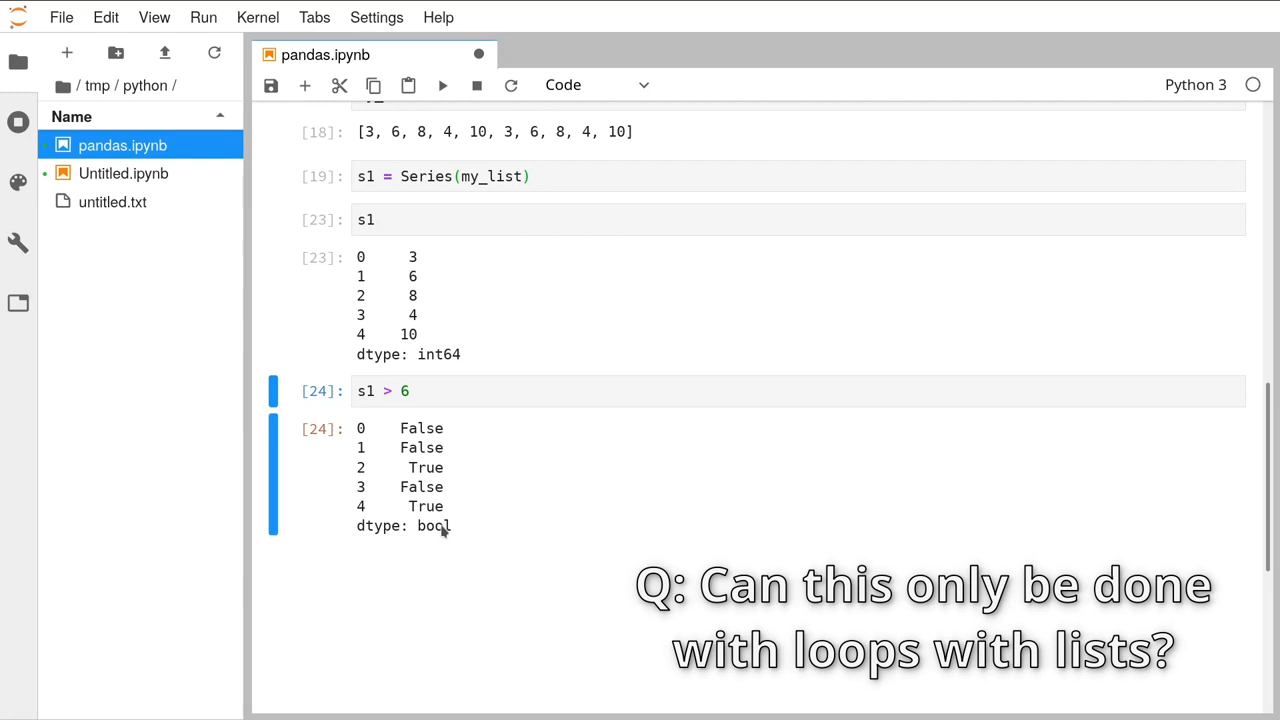 File Edit View Run Kernel Tabs Settings Help
pandas.ipynb
/ tmp / python /
Code
Python 3
Name
pandas.ipynb
Untitled.ipynb
untitled.txt
[18]: [3, 6, 8, 4, 10, 3, 6, 8, 4, 10]
[19]: s1 = Series(my_list)
[23]: s1
[23]: 0 3
1 6
2 8
3 4
4 10
dtype: int64
[24]: s1 > 6
[24]: 0 False
1 False
2 True
3 False
4 True
dtype: bool
Q: Can this only be done
with loops with lists?